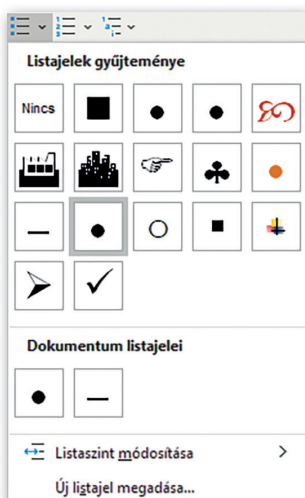 Listajelek gyűjteménye
Nincs
Dokumentum listajelei
Listaszint módosítása
Új listajel megadása...